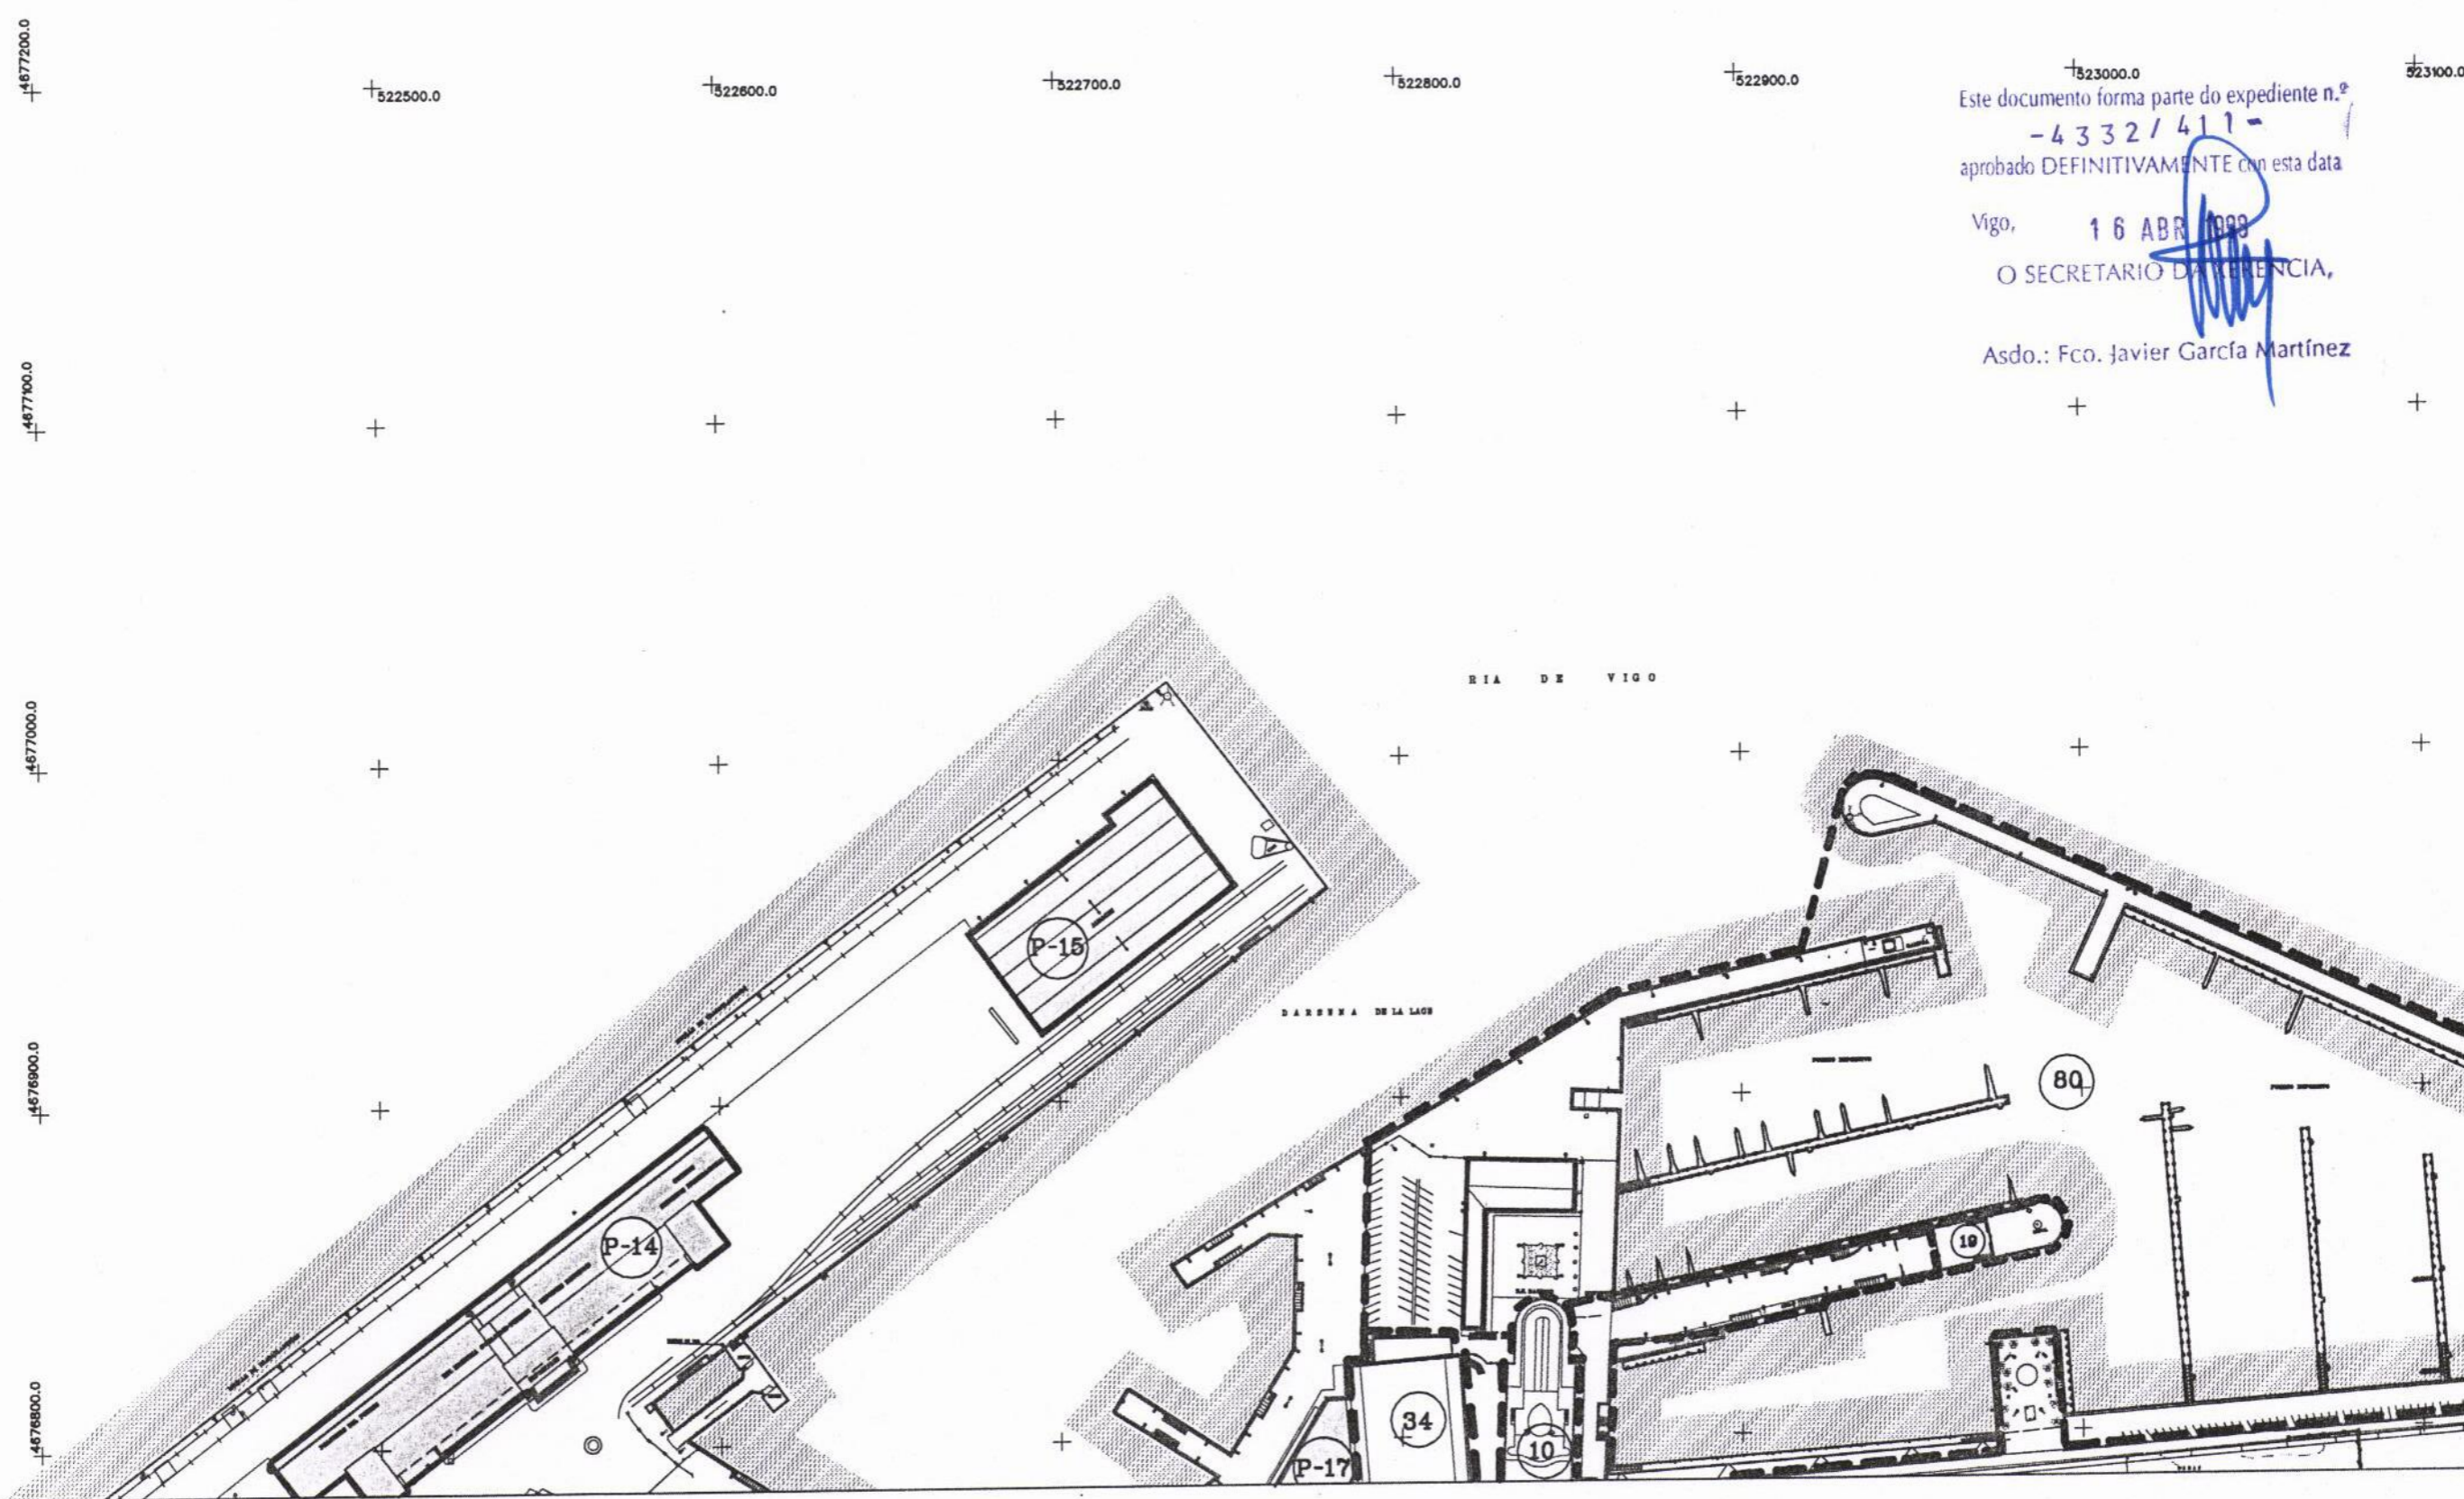 4677200.0
522500.0
522600.0
522700.0
522800.0
522900.0
523000.0
523100.0
Este documento forma parte do expediente n.º
-4332/411-
aprobado DEFINITIVAMENTE con esta data
Vigo, 16 ABR
O SECRETARIO DA XERENCIA,
Asdo.: Fco. Javier García Martínez
4677100.0
RIA DE VIGO
4677000.0
P-15
DARSENA DE LA LAGE
4676900.0
80
P-14
19
4676800.0
34
10
P-17